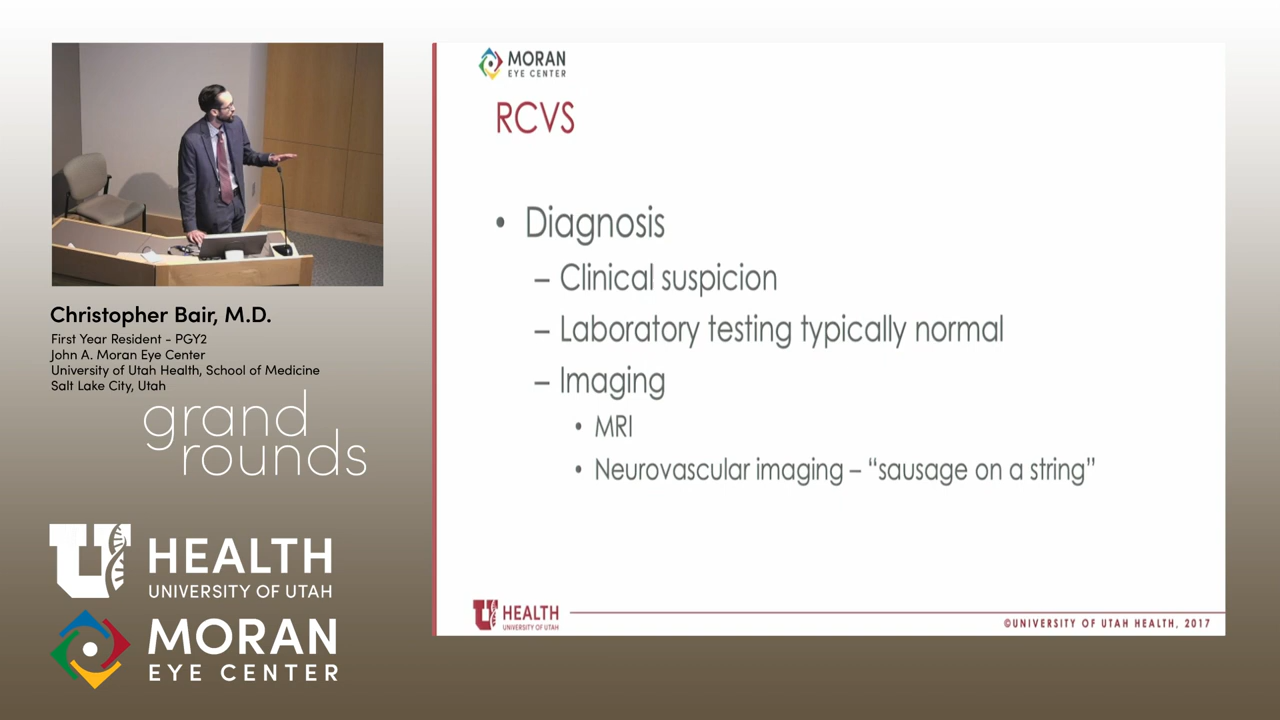 Christopher Bair, M.D.
First Year Resident - PGY2
John A. Moran Eye Center
University of Utah Health, School of Medicine
Salt Lake City, Utah
grand
rounds
U HEALTH
UNIVERSITY OF UTAH
MORAN
EYE CENTER
MORAN
EYE CENTER
RCVS
• Diagnosis
– Clinical suspicion
– Laboratory testing typically normal
– Imaging
• MRI
• Neurovascular imaging – “sausage on a string”
U HEALTH
UNIVERSITY OF UTAH
©UNIVERSITY OF UTAH HEALTH, 2017